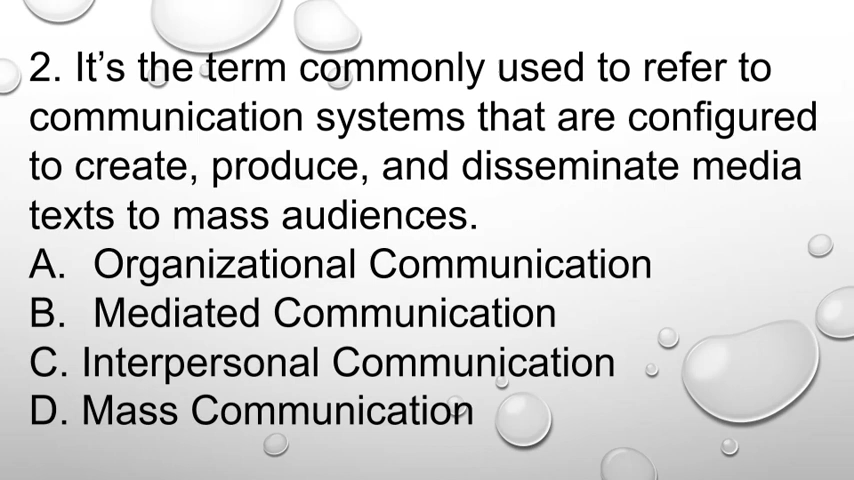 2. It’s the term commonly used to refer to
communication systems that are configured
to create, produce, and disseminate media
texts to mass audiences.
A. Organizational Communication
B. Mediated Communication
C. Interpersonal Communication
D. Mass Communication